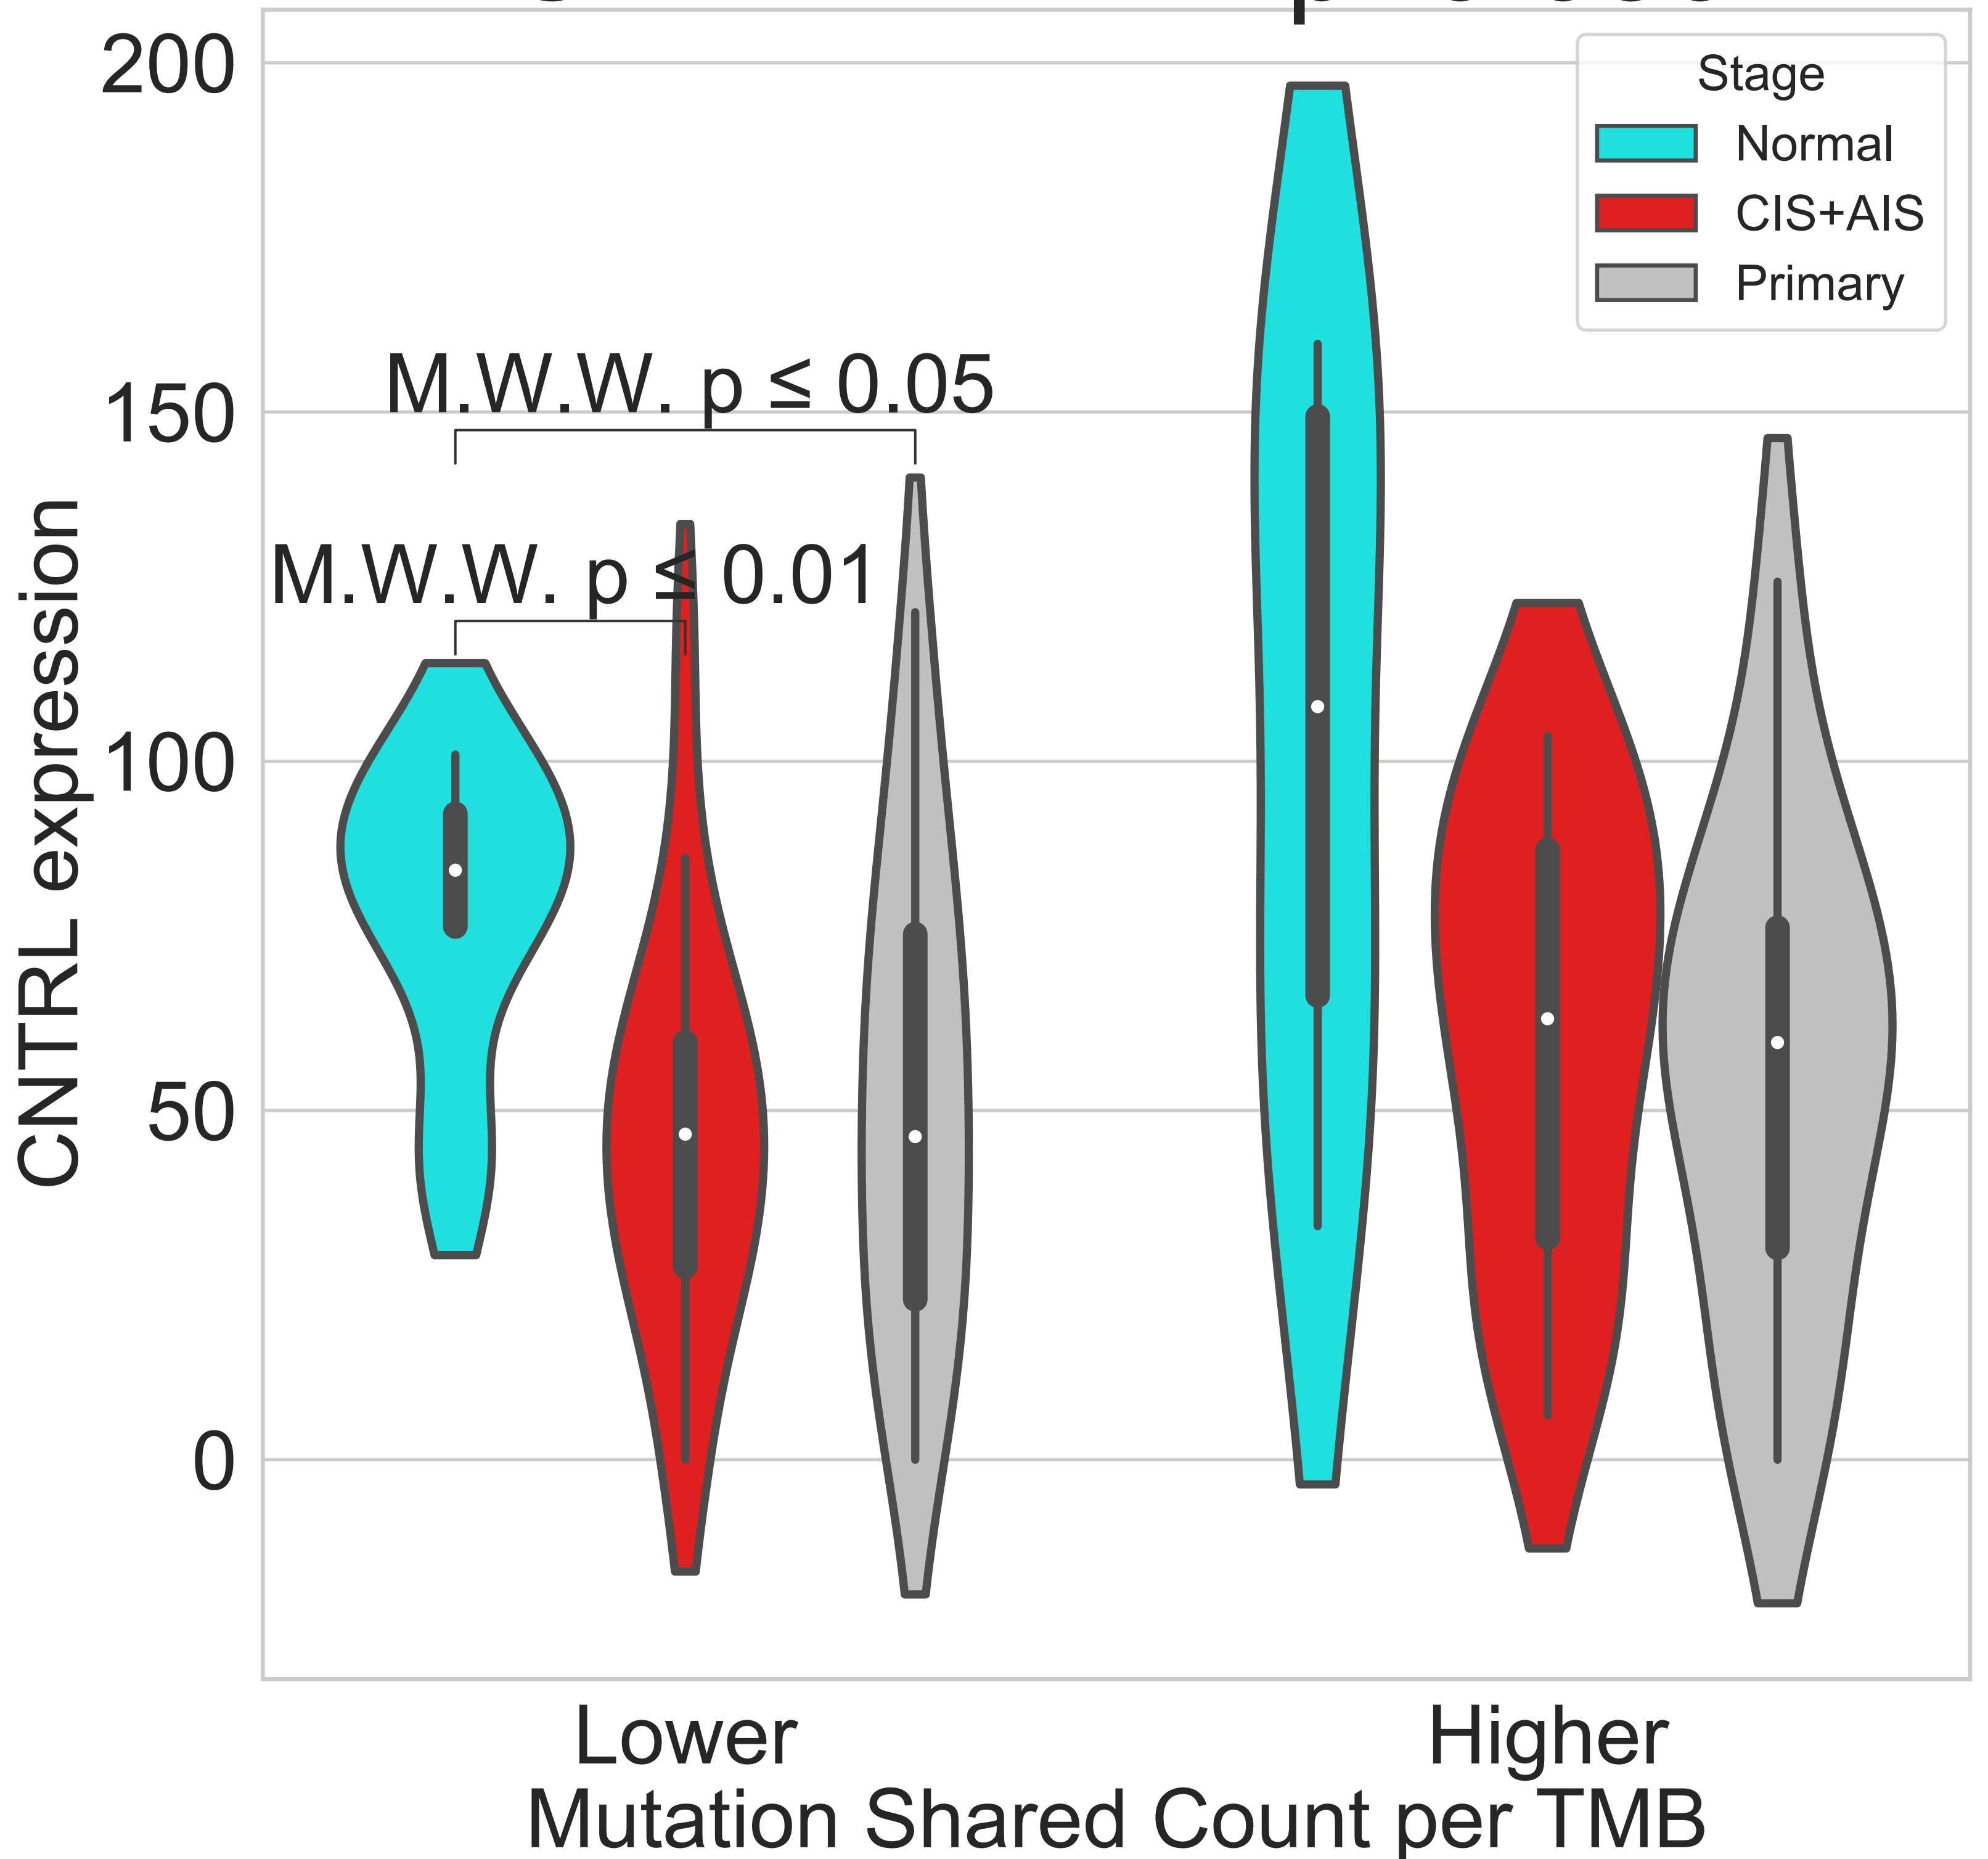 200
150
100
50
0
CNTRL expression
M.W.W. p ≤ 0.05
M.W.W. p ≤ 0.01
Stage
Normal
CIS+AIS
Primary
Lower
Higher
Mutation Shared Count per TMB